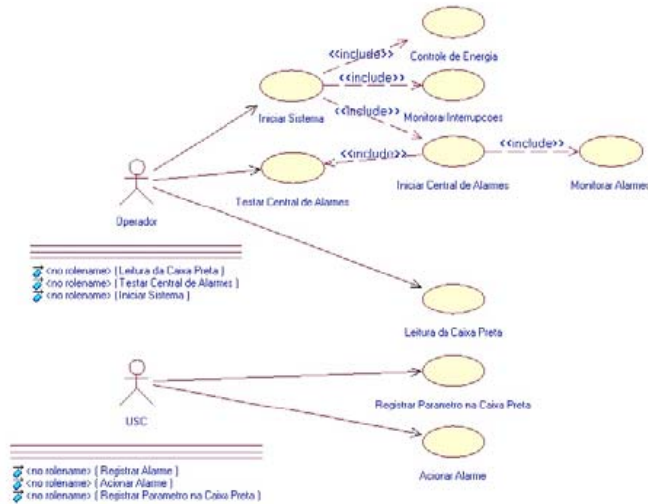 <<include>>
Controle de Energia
<<include>>
Iniciar Sistema
Monitorar Interrupcoes
<<include>>
<<include>>
<<include>>
Testar Central de Alarmes
Iniciar Central de Alarmes
Monitorar Alarmes
Operador
<no rolename> ( Leitura da Caixa Preta )
<no rolename> ( Testar Central de Alarmes )
<no rolename> ( Iniciar Sistema )
Leitura da Caixa Preta
USC
Registrar Parametro na Caixa Preta
<no rolename> ( Registrar Alarme )
<no rolename> ( Acionar Alarme )
<no rolename> ( Registrar Parametro na Caixa Preta )
Acionar Alarme